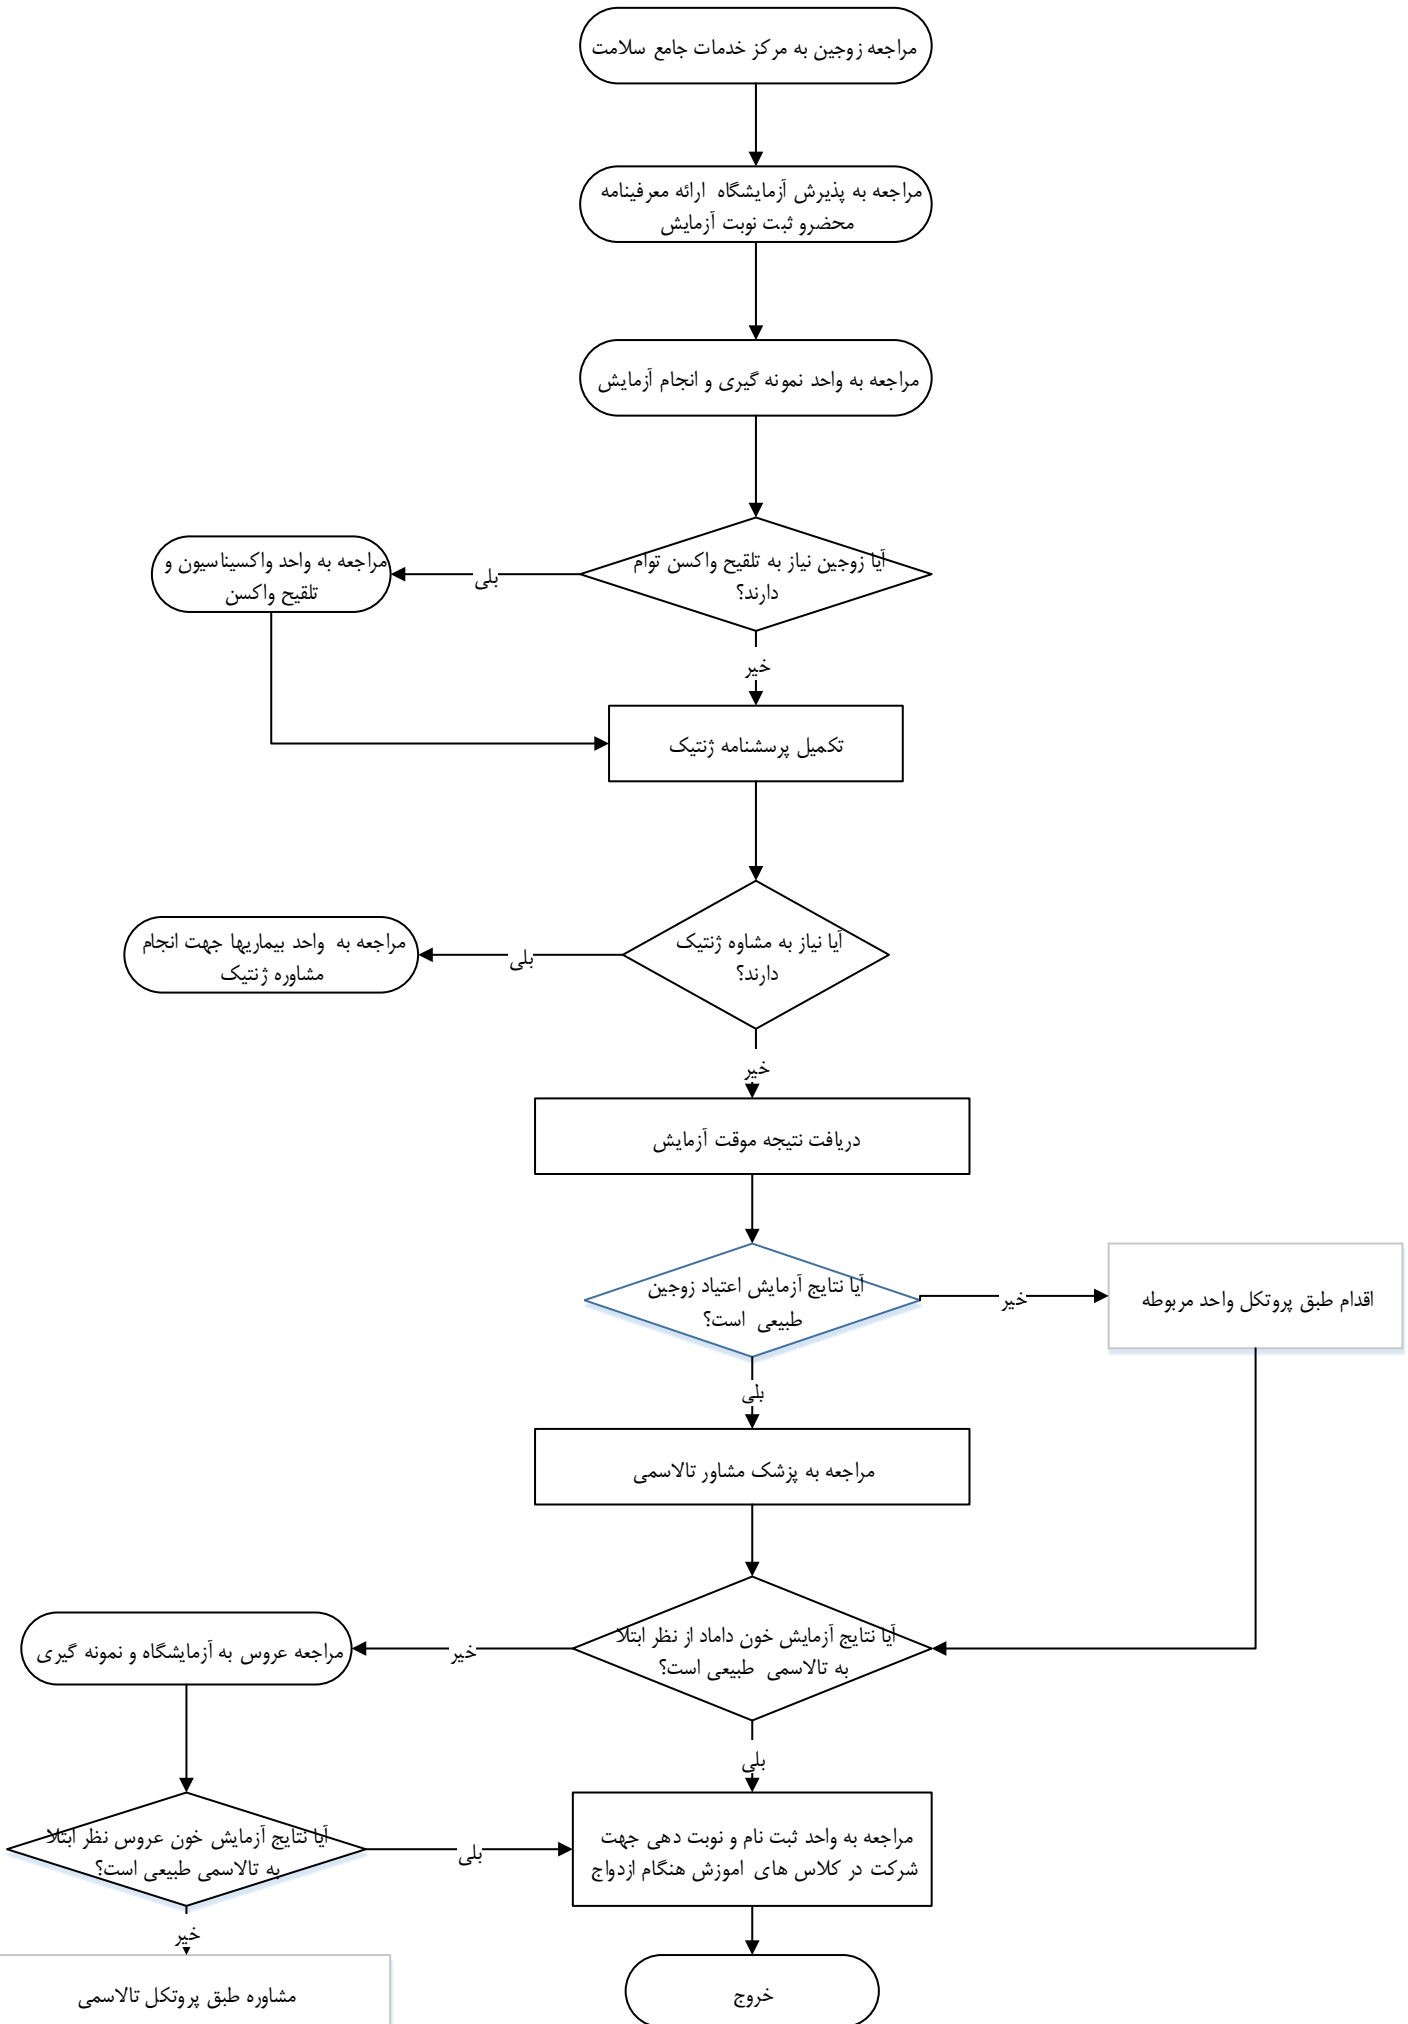 مراجعه زوجین به مرکز خدمات جامع سلامت
مراجعه به پذیرش آزمایشگاه ارائه معرفینامه
محضرو ثبت نوبت آزمایش
مراجعه به واحد نمونه گیری و انجام آزمایش
آیا زوجین نیاز به تلقیح واکسن توام
دارند؟
بلی
مراجعه به واحد واکسیناسیون و
تلقیح واکسن
خیر
تکمیل پرسشنامه ژنتیک
آیا نیاز به مشاوه ژنتیک
دارند؟
بلی
مراجعه به واحد بیماریها جهت انجام
مشاوره ژنتیک
خیر
دریافت نتیجه موقت آزمایش
آیا نتایج آزمایش اعتیاد زوجین
طبیعی است؟
خیر
اقدام طبق پروتکل واحد مربوطه
بلی
مراجعه به پزشک مشاور تالاسمی
آیا نتایج آزمایش خون داماد از نظر ابتلا
به تالاسمی طبیعی است؟
خیر
مراجعه عروس به آزمایشگاه و نمونه گیری
بلی
مراجعه به واحد ثبت نام و نوبت دهی جهت
شرکت در کلاس های اموزش هنگام ازدواج
آیا نتایج آزمایش خون عروس نظر ابتلا
به تالاسمی طبیعی است؟
بلی
خیر
مشاوره طبق پروتکل تالاسمی
خروج